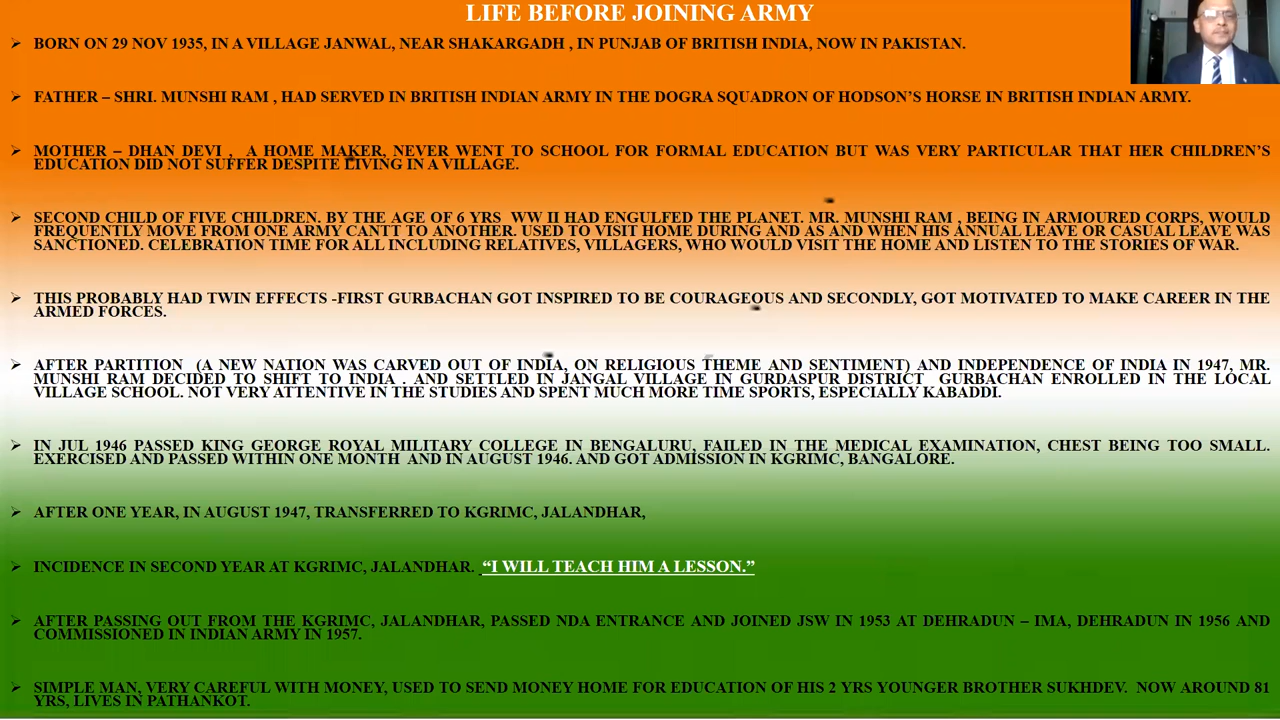 LIFE BEFORE JOINING ARMY
➢ BORN ON 29 NOV 1935, IN A VILLAGE JANWAL, NEAR SHAKARGADH , IN PUNJAB OF BRITISH INDIA, NOW IN PAKISTAN.
➢ FATHER – SHRI. MUNSHI RAM , HAD SERVED IN BRITISH INDIAN ARMY IN THE DOGRA SQUADRON OF HODSON’S HORSE IN BRITISH INDIAN ARMY.
➢ MOTHER – DHAN DEVI , A HOME MAKER, NEVER WENT TO SCHOOL FOR FORMAL EDUCATION BUT WAS VERY PARTICULAR THAT HER CHILDREN’S
EDUCATION DID NOT SUFFER DESPITE LIVING IN A VILLAGE.
➢ SECOND CHILD OF FIVE CHILDREN. BY THE AGE OF 6 YRS WW II HAD ENGULFED THE PLANET. MR. MUNSHI RAM , BEING IN ARMOURED CORPS, WOULD
FREQUENTLY MOVE FROM ONE ARMY CANTT TO ANOTHER. USED TO VISIT HOME DURING AND AS AND WHEN HIS ANNUAL LEAVE OR CASUAL LEAVE WAS
SANCTIONED. CELEBRATION TIME FOR ALL INCLUDING RELATIVES, VILLAGERS, WHO WOULD VISIT THE HOME AND LISTEN TO THE STORIES OF WAR.
➢ THIS PROBABLY HAD TWIN EFFECTS -FIRST GURBACHAN GOT INSPIRED TO BE COURAGEOUS AND SECONDLY, GOT MOTIVATED TO MAKE CAREER IN THE
ARMED FORCES.
➢ AFTER PARTITION (A NEW NATION WAS CARVED OUT OF INDIA, ON RELIGIOUS THEME AND SENTIMENT) AND INDEPENDENCE OF INDIA IN 1947, MR.
MUNSHI RAM DECIDED TO SHIFT TO INDIA . AND SETTLED IN JANGAL VILLAGE IN GURDASPUR DISTRICT GURBACHAN ENROLLED IN THE LOCAL
VILLAGE SCHOOL. NOT VERY ATTENTIVE IN THE STUDIES AND SPENT MUCH MORE TIME SPORTS, ESPECIALLY KABADDI.
➢ IN JUL 1946 PASSED KING GEORGE ROYAL MILITARY COLLEGE IN BENGALURU, FAILED IN THE MEDICAL EXAMINATION, CHEST BEING TOO SMALL.
EXERCISED AND PASSED WITHIN ONE MONTH AND IN AUGUST 1946. AND GOT ADMISSION IN KGRIMC, BANGALORE.
➢ AFTER ONE YEAR, IN AUGUST 1947, TRANSFERRED TO KGRIMC, JALANDHAR,
➢ INCIDENCE IN SECOND YEAR AT KGRIMC, JALANDHAR. “I WILL TEACH HIM A LESSON.”
➢ AFTER PASSING OUT FROM THE KGRIMC, JALANDHAR, PASSED NDA ENTRANCE AND JOINED JSW IN 1953 AT DEHRADUN – IMA, DEHRADUN IN 1956 AND
COMMISSIONED IN INDIAN ARMY IN 1957.
➢ SIMPLE MAN, VERY CAREFUL WITH MONEY, USED TO SEND MONEY HOME FOR EDUCATION OF HIS 2 YRS YOUNGER BROTHER SUKHDEV. NOW AROUND 81
YRS, LIVES IN PATHANKOT.